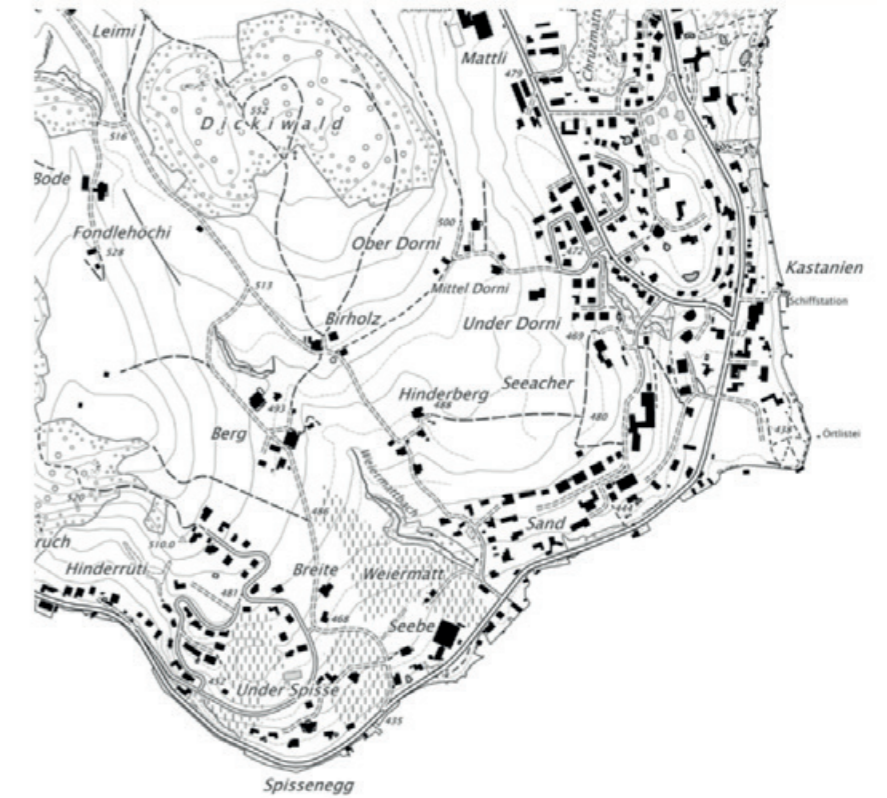 Leimi
Mattli
Chrüzmatt
479
552
Dickiwald
516
Bode
Fondlehochi
528
500
Ober Dorni
472
Kastanien
Mittel Dorni
513
Schiffstation
Birholz
Under Dorni
469
447
Seeacher
Hinderberg
488
493
480
Berg
438
Örtlistei
Weiermattbach
520
486
444
Sand
ruch
510.0
Hinderrüti
Breite
Weiermatt
481
468
Seebe
452
Under Spisse
435
Spissenegg